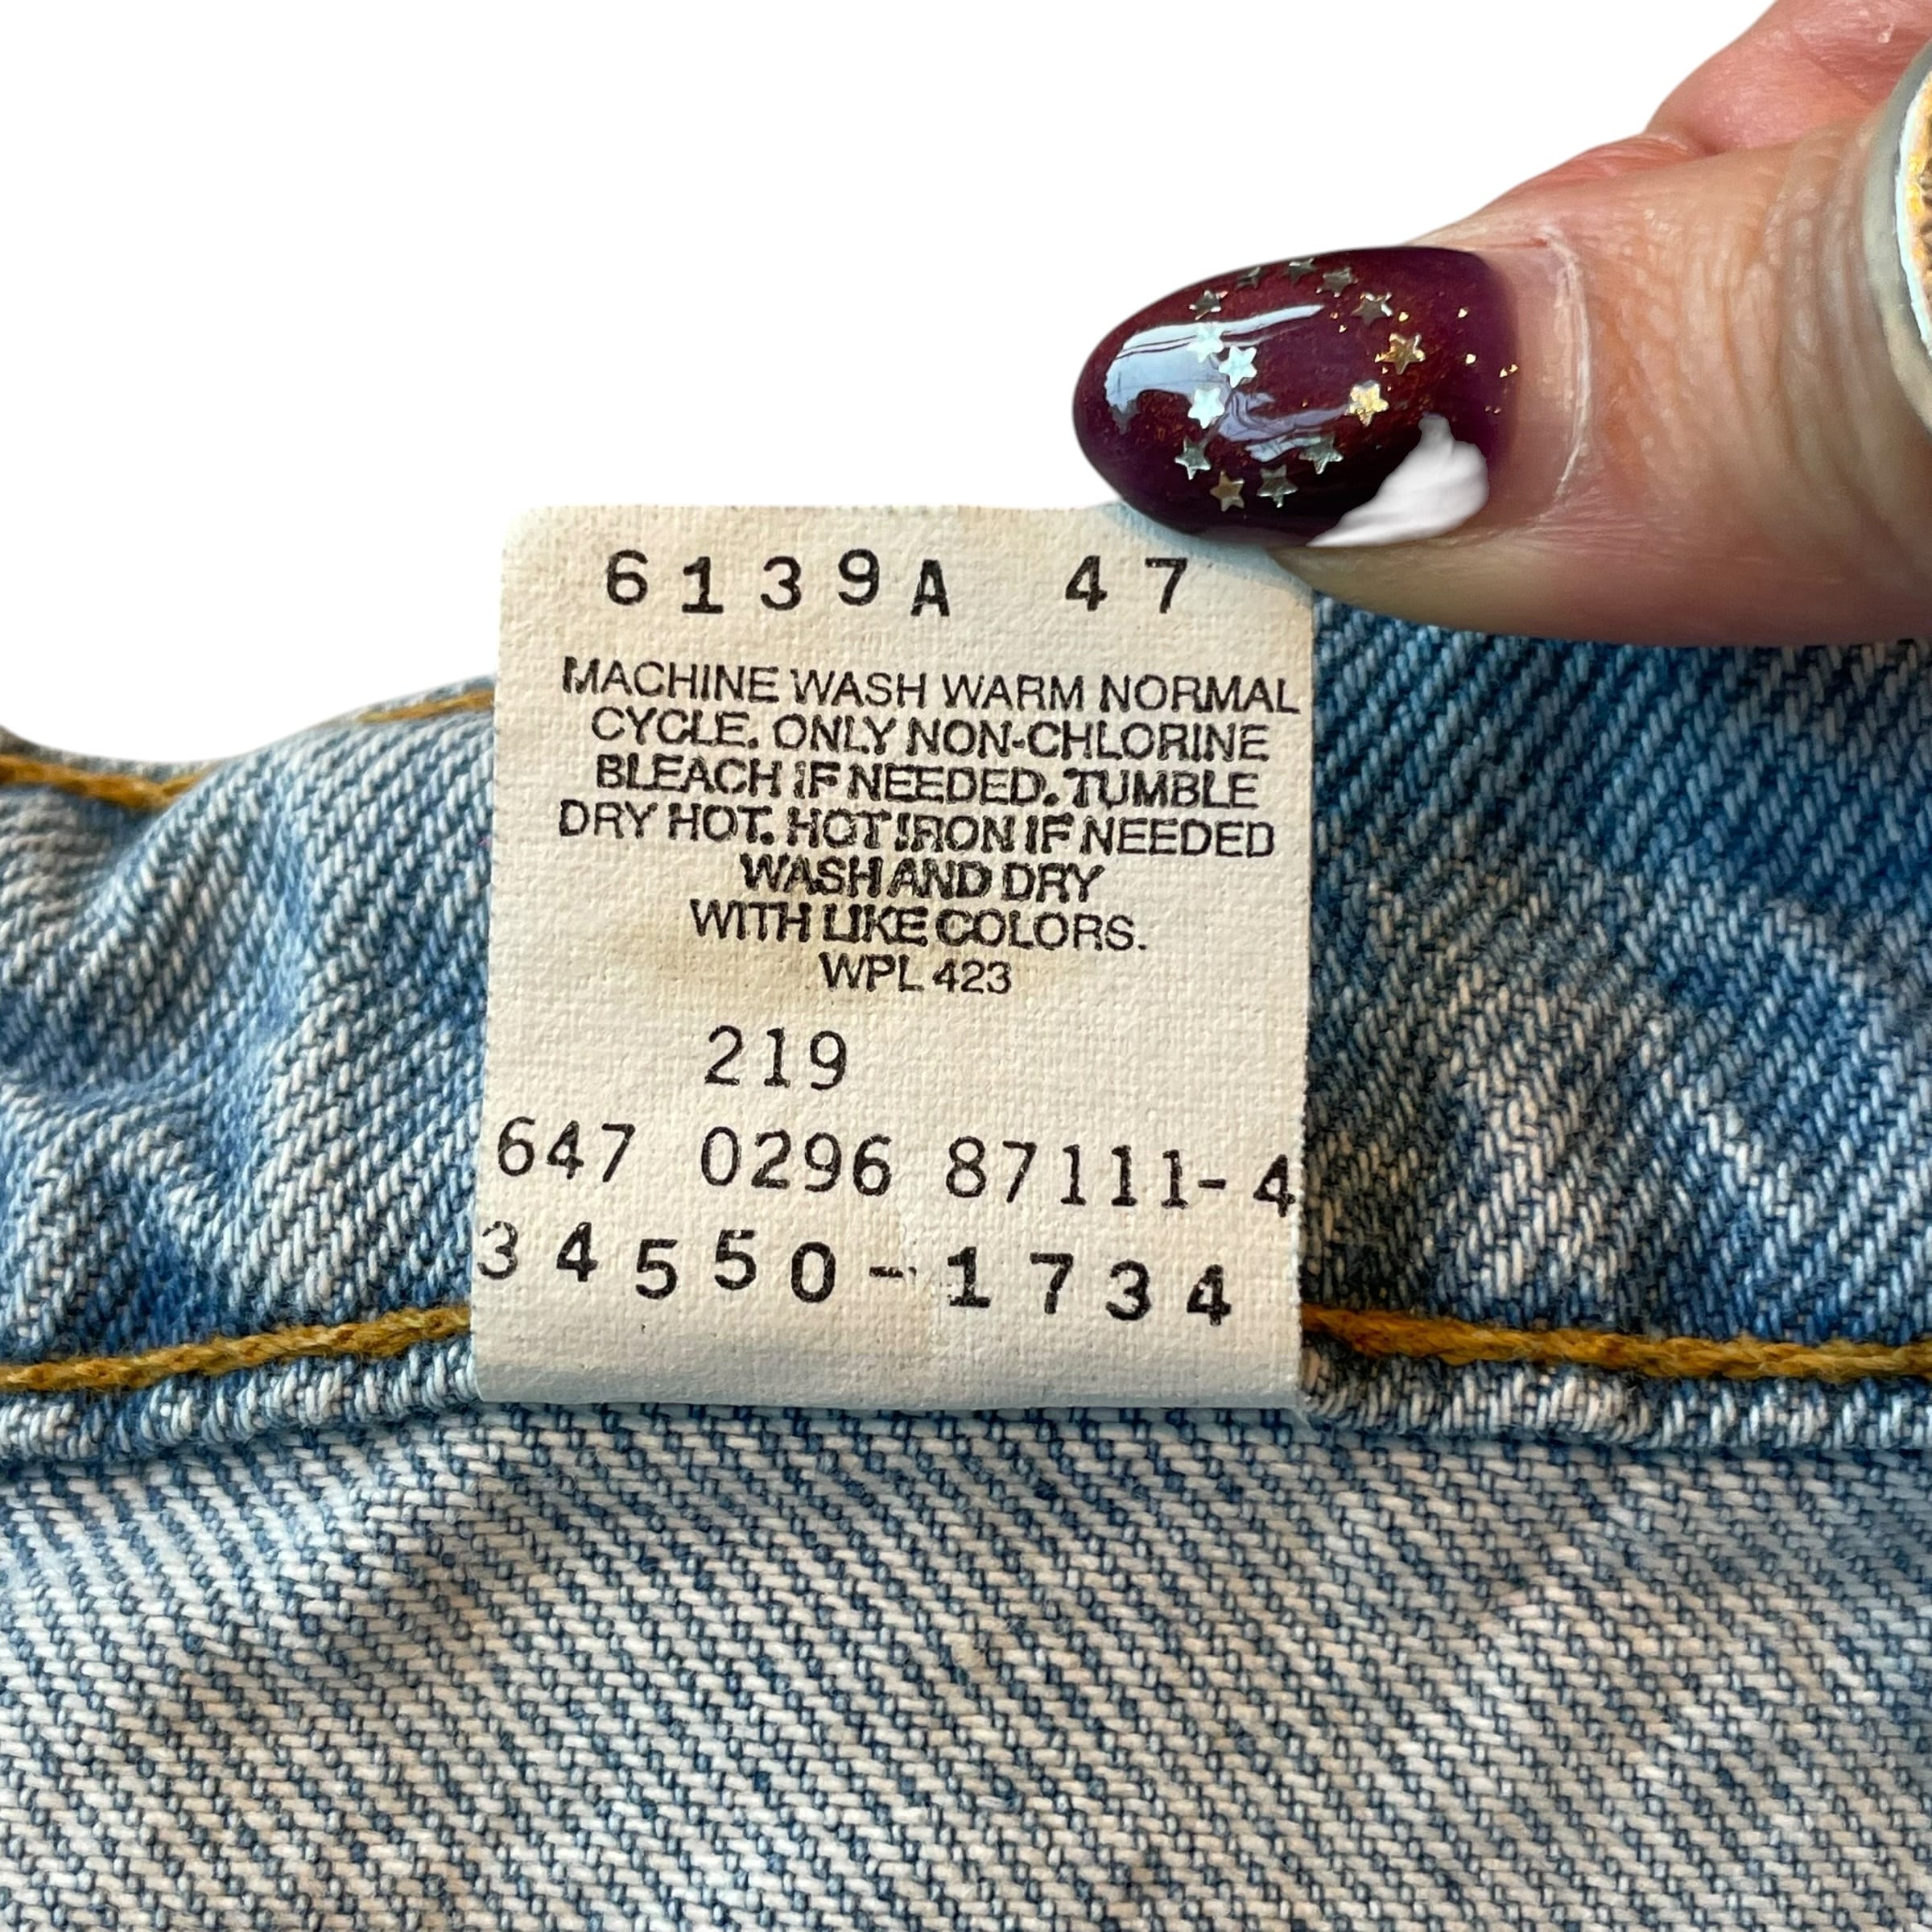 6139A 47
MACHINE WASH WARM NORMAL
CYCLE. ONLY NON-CHLORINE
BLEACH IF NEEDED. TUMBLE
DRY HOT. HOT IRON IF NEEDED
WASH AND DRY
WITH LIKE COLORS.
WPL 423
219
647 0296 87111-4
34550-1734